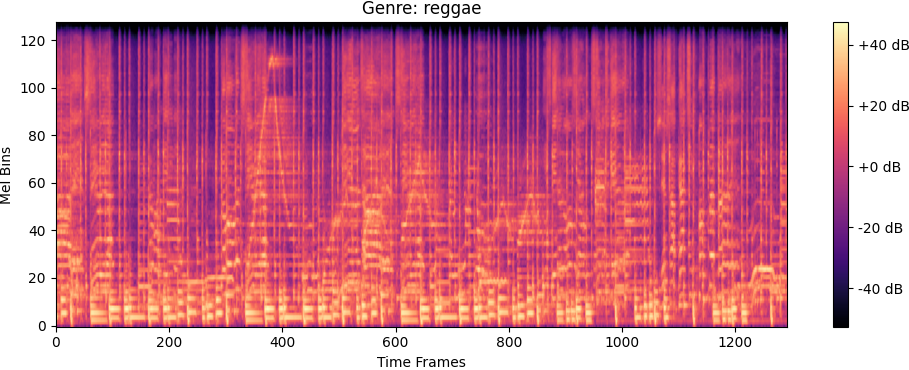 Genre: reggae
Mel Bins
120
100
80
60
40
20
0
0 200 400 600 800 1000 1200
Time Frames
+40 dB
+20 dB
+0 dB
-20 dB
-40 dB